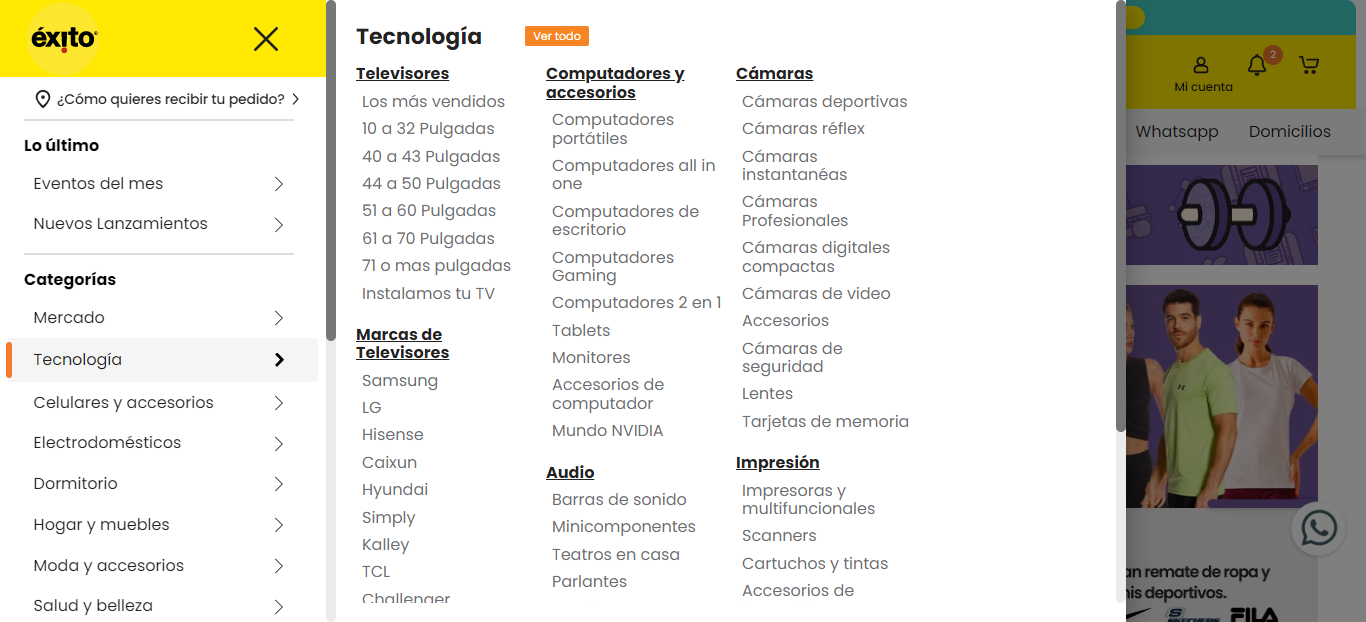 éxito
¿Cómo quieres recibir tu pedido?
Lo último
Eventos del mes
Nuevos Lanzamientos
Categorías
Mercado
Tecnología
Celulares y accesorios
Electrodomésticos
Dormitorio
Hogar y muebles
Moda y accesorios
Salud y belleza
Tecnología
Ver todo
Televisores
Los más vendidos
10 a 32 Pulgadas
40 a 43 Pulgadas
44 a 50 Pulgadas
51 a 60 Pulgadas
61 a 70 Pulgadas
71 o mas pulgadas
Instalamos tu TV
Marcas de
Televisores
Samsung
LG
Hisense
Caixun
Hyundai
Simply
Kalley
TCL
Challenger
Computadores y
accesorios
Computadores
portátiles
Computadores all in
one
Computadores de
escritorio
Computadores
Gaming
Computadores 2 en 1
Tablets
Monitores
Accesorios de
computador
Mundo NVIDIA
Audio
Barras de sonido
Minicomponentes
Teatros en casa
Parlantes
Cámaras
Cámaras deportivas
Cámaras réflex
Cámaras
instantanéas
Cámaras
Profesionales
Cámaras digitales
compactas
Cámaras de video
Accesorios
Cámaras de
seguridad
Lentes
Tarjetas de memoria
Impresión
Impresoras y
multifuncionales
Scanners
Cartuchos y tintas
Accesorios de
2
Mi cuenta
Whatsapp
Domicilios
an remate de ropa y
nis deportivos.
SKECHERS
FILA